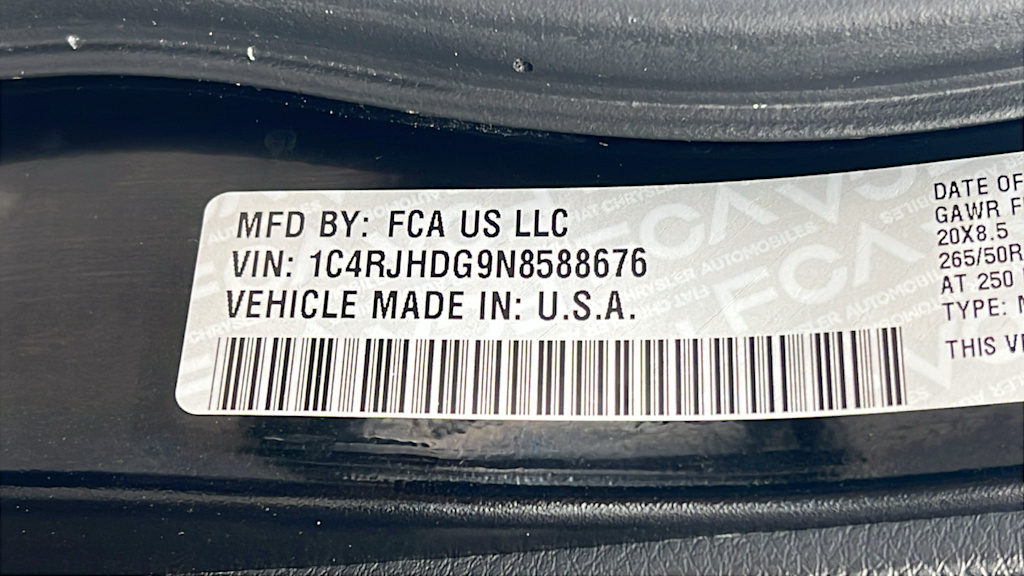 MFD BY: FCA US LLC
VIN: 1C4RJHDG9N8588676
VEHICLE MADE IN: U.S.A.
DATE OF
GAWR F
20X8.5
265/50R
AT 250
TYPE:
THIS VE